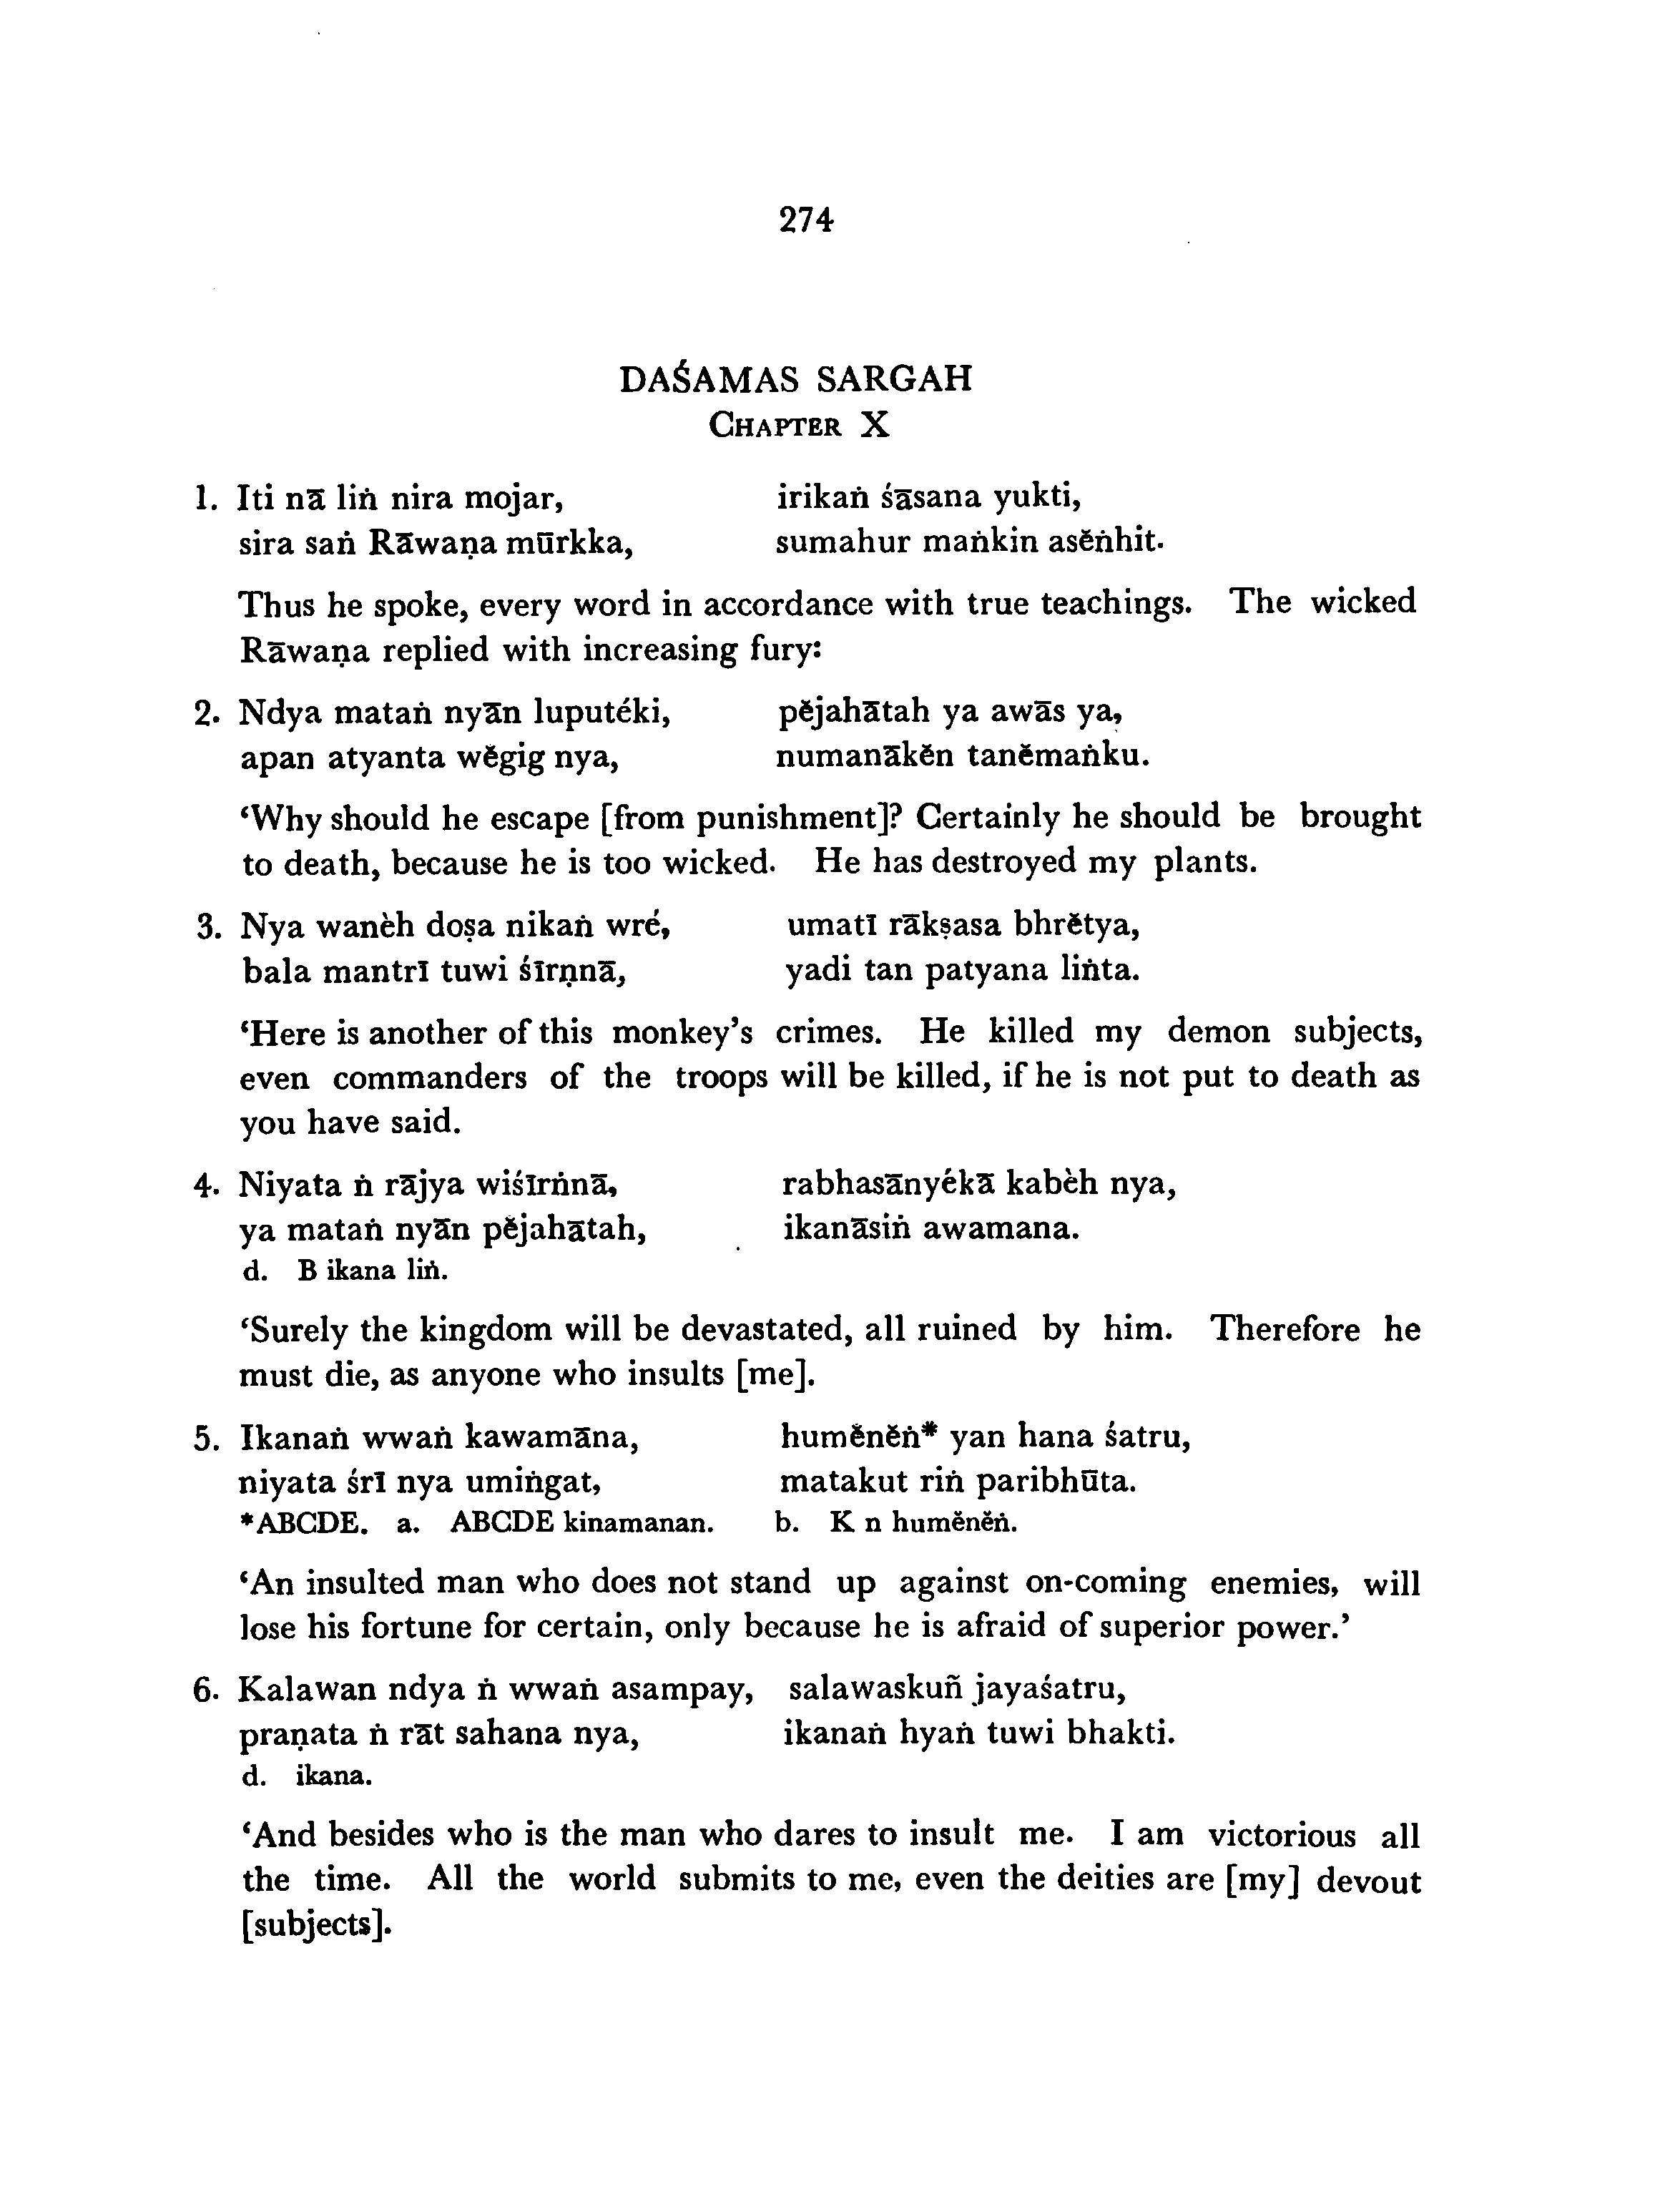 274
DAŚAMAS SARGAH
CHAPTER X
1. Iti nā liṅ nira mojar, irikaṅ śāsana yukti,
sira saṅ Rāwaṇa mūrkka, sumahur maṅkin asĕṅhit.
Thus he spoke, every word in accordance with true teachings. The wicked
Rāwaṇa replied with increasing fury:
2. Ndya mataṅ nyān luputéki, pĕjahātah ya awās ya,
apan atyanta wĕgig nya, numanākĕn tanĕmaṅku.
‘Why should he escape [from punishment]? Certainly he should be brought
to death, because he is too wicked. He has destroyed my plants.
3. Nya wanèh doṣa nikaṅ wré, umatī rākṣasa bhrĕtya,
bala mantrī tuwi śīrṇnā, yadi tan patyana liṅta.
‘Here is another of this monkey’s crimes. He killed my demon subjects,
even commanders of the troops will be killed, if he is not put to death as
you have said.
4. Niyata ṅ rājya wiśīrṅnā, rabhasānyékā kabèh nya,
ya mataṅ nyān pĕjahātah, ikanāsiṅ awamana.
d. B ikana liṅ.
‘Surely the kingdom will be devastated, all ruined by him. Therefore he
must die, as anyone who insults [me].
5. Ikanaṅ wwaṅ kawamāna, humĕnĕṅ* yan hana śatru,
niyata śrī nya umiṅgat, matakut riṅ paribhūta.
*ABCDE. a. ABCDE kinamanan. b. K n humĕnĕṅ.
‘An insulted man who does not stand up against on-coming enemies, will
lose his fortune for certain, only because he is afraid of superior power.’
6. Kalawan ndya ṅ wwaṅ asampay, salawaskuñ jayaśatru,
praṇata ṅ rāt sahana nya, ikanaṅ hyaṅ tuwi bhakti.
d. ikana.
‘And besides who is the man who dares to insult me. I am victorious all
the time. All the world submits to me, even the deities are [my] devout
[subjects].